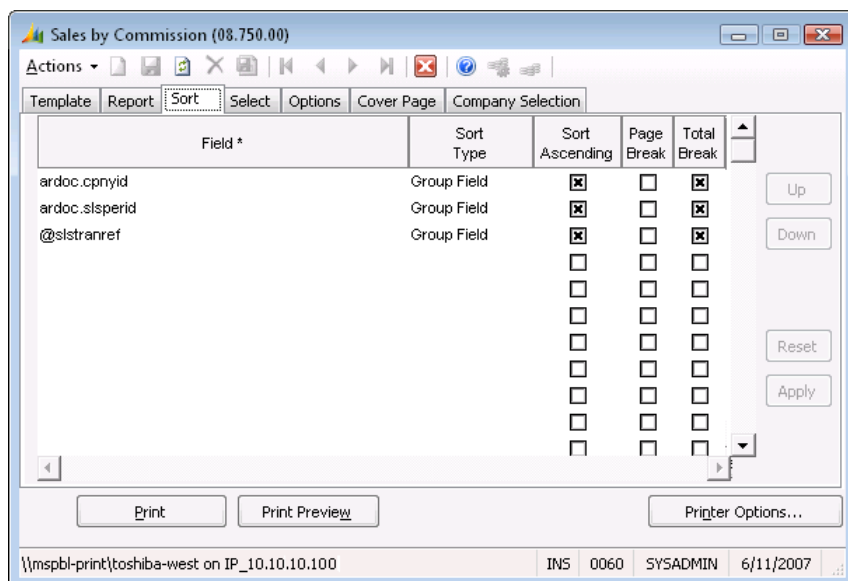 Sales by Commission (08.750.00)
Actions
Template Report Sort Select Options Cover Page Company Selection
Field * Sort Type Sort Ascending Page Break Total Break
ardoc.cpnyid Group Field
ardoc.slsperid Group Field
@slstranref Group Field
Up
Down
Reset
Apply
Print Print Preview Printer Options...
\\mspbl-print\toshiba-west on IP_10.10.10.100 INS 0060 SYSADMIN 6/11/2007